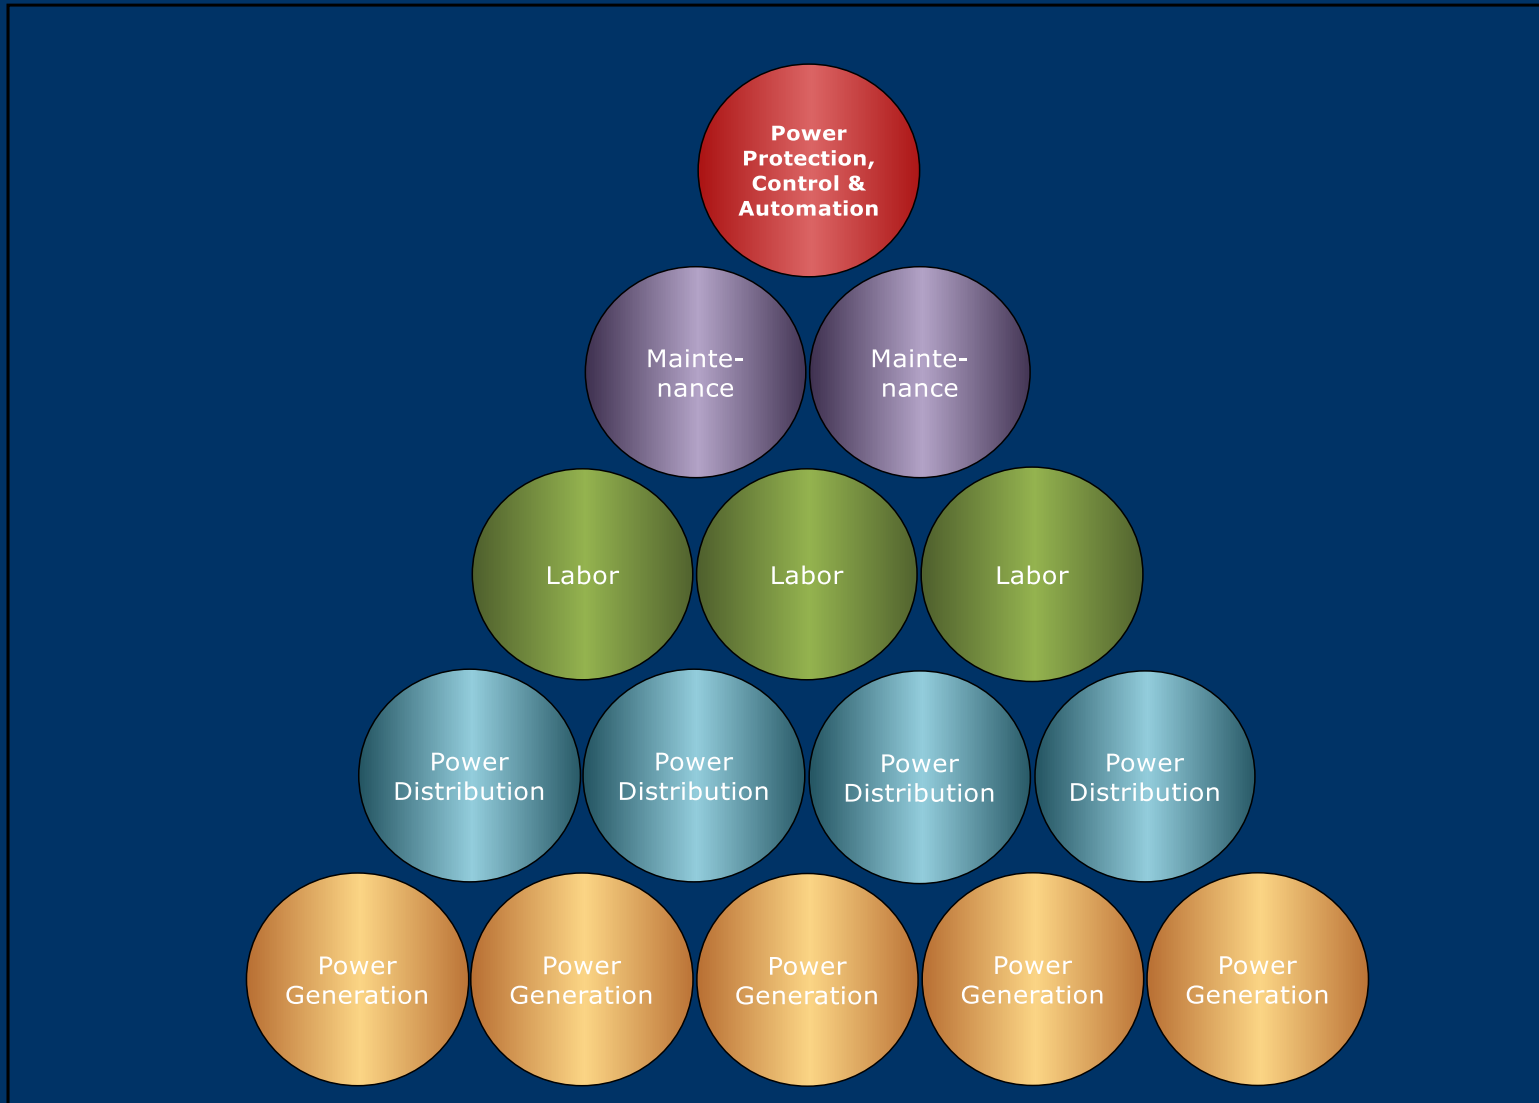 Power
Protection,
Control &
Automation
Mainte-
nance
Mainte-
nance
Labor
Labor
Labor
Power
Distribution
Power
Distribution
Power
Distribution
Power
Distribution
Power
Generation
Power
Generation
Power
Generation
Power
Generation
Power
Generation